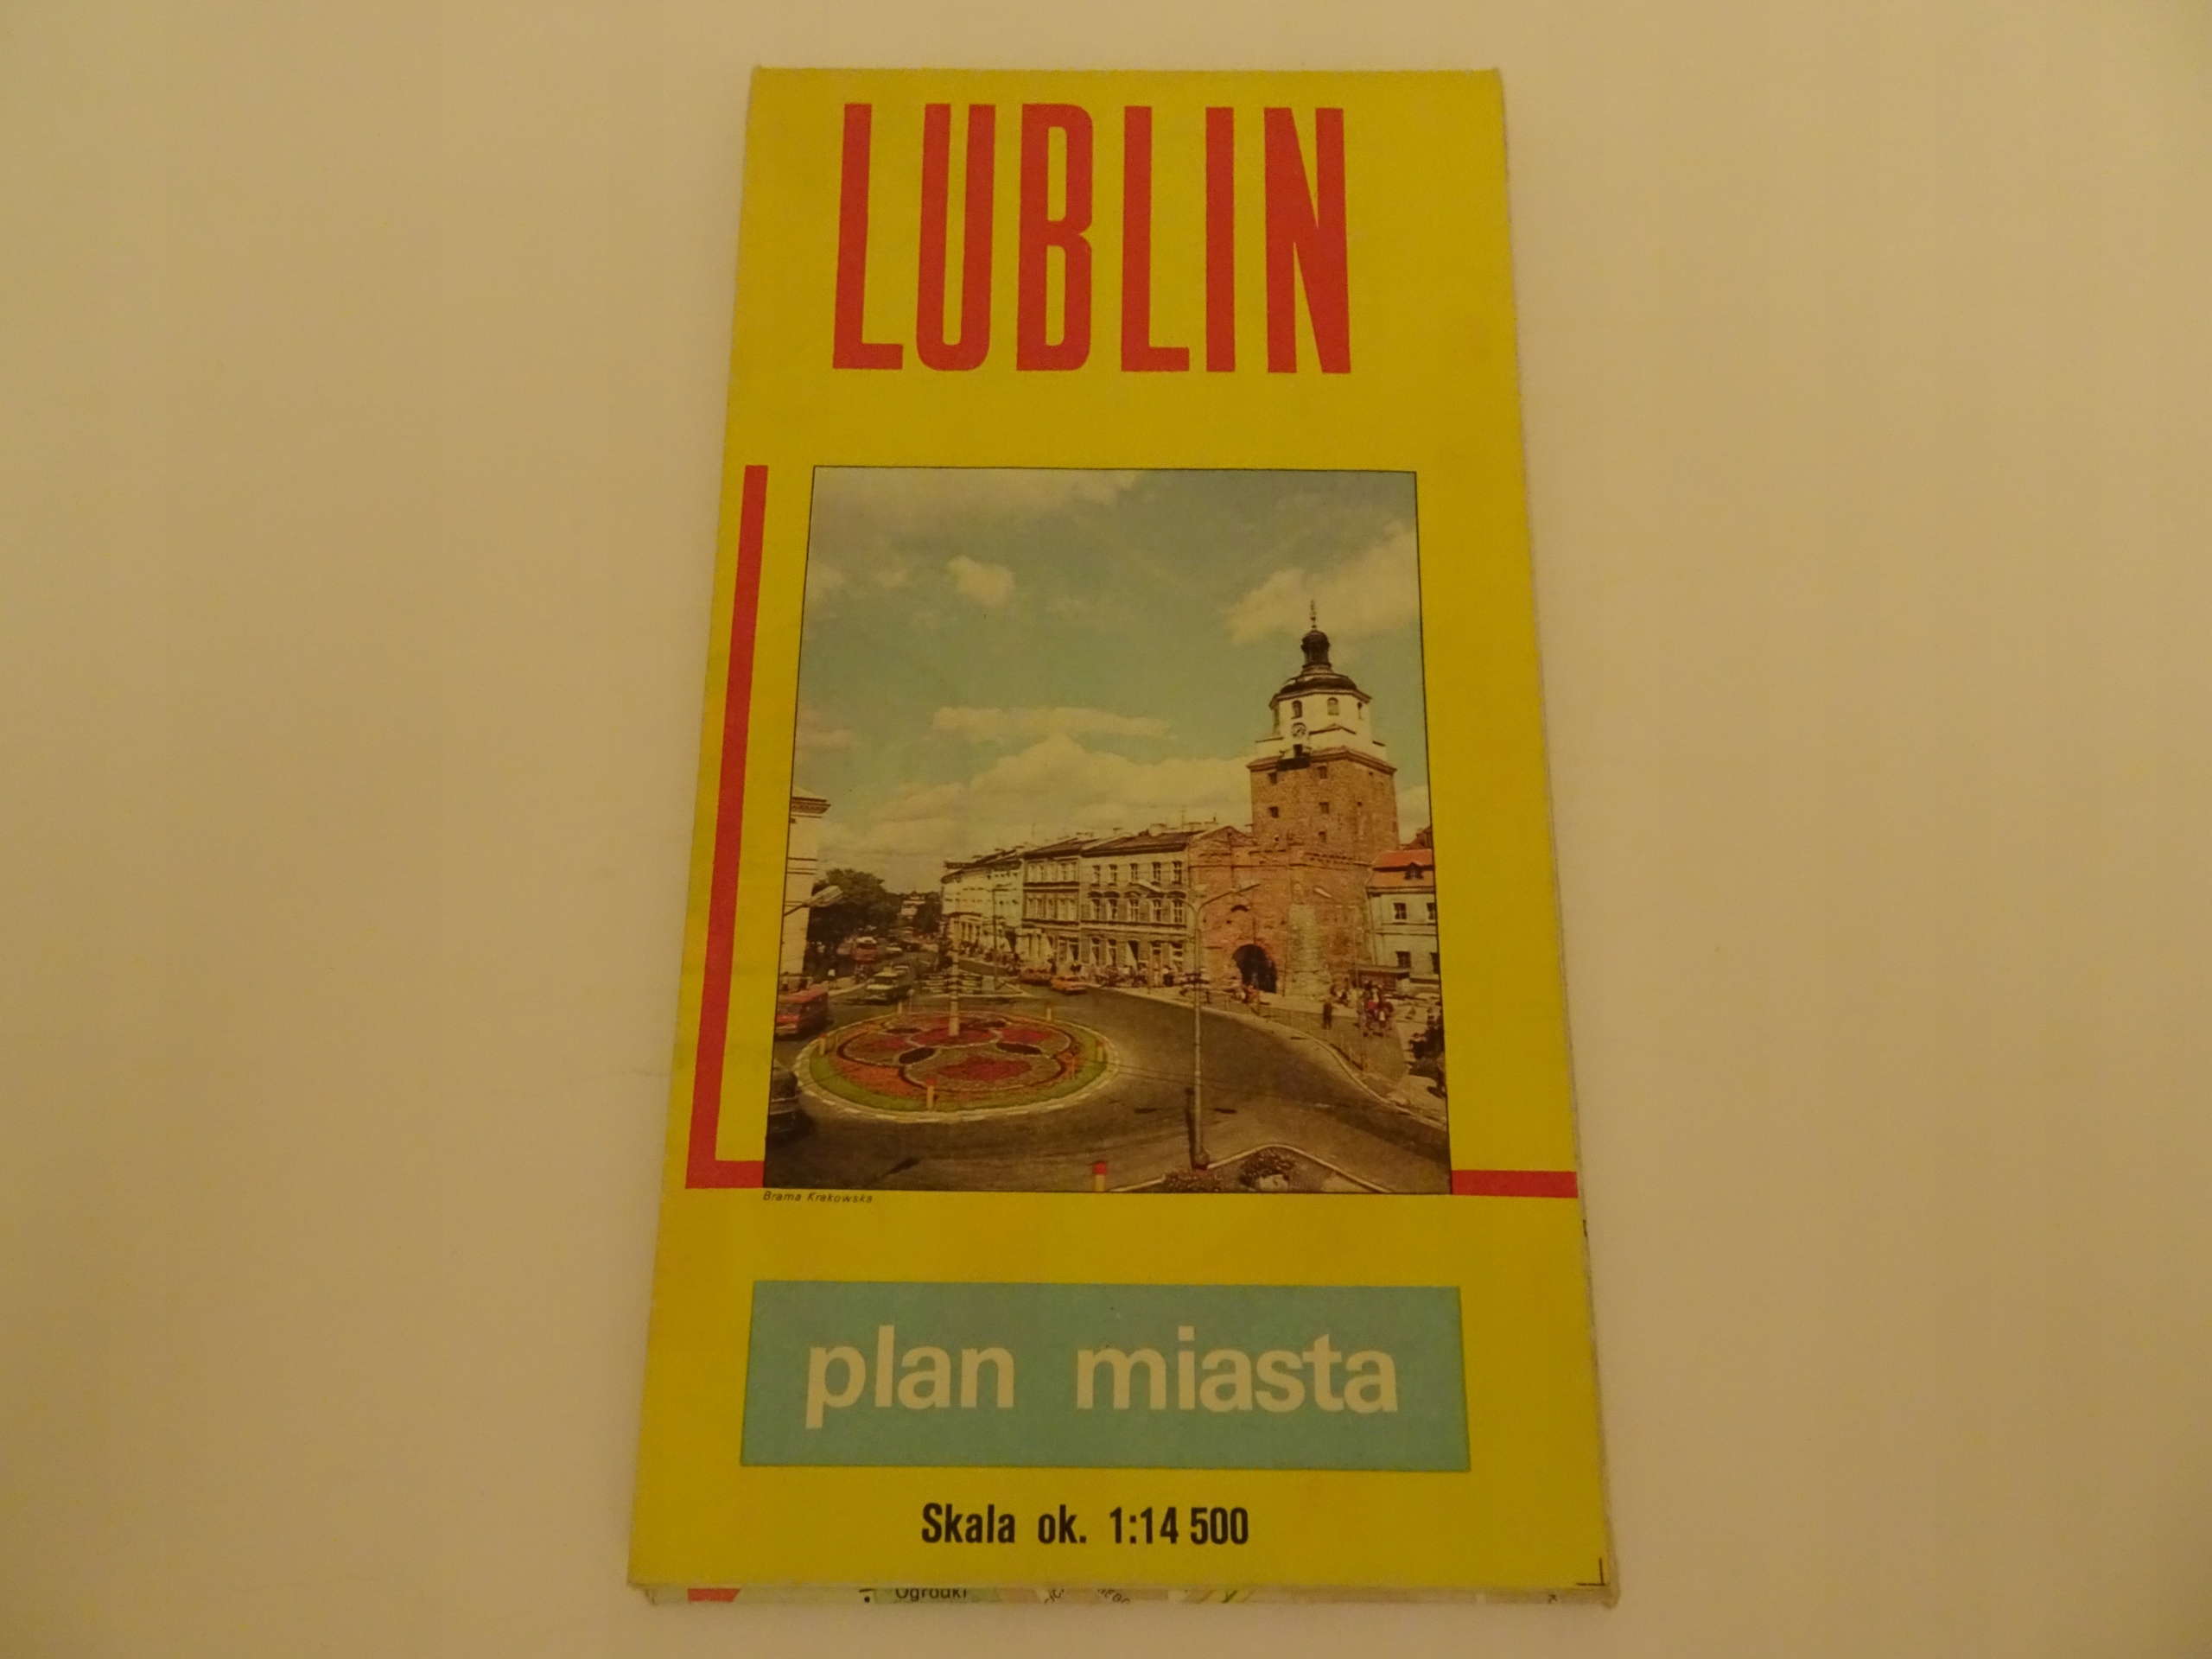 LUBLIN
Brama Krakowska
plan miasta
Skala ok. 1:14 500
Ogródki